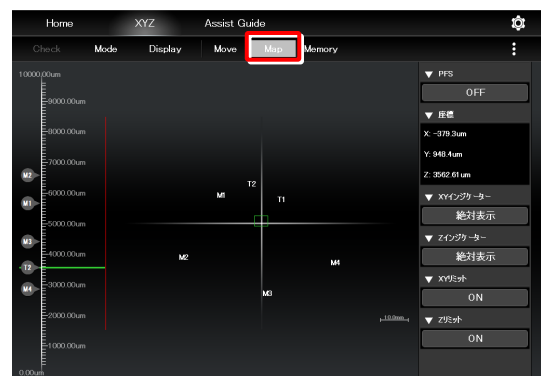 Home XYZ Assist Guide
Check Mode Display Move Map Memory
10000.00um
9000.00um
8000.00um
7000.00um
6000.00um
5000.00um
4000.00um
3000.00um
2000.00um
1000.00um
0.00um
M2
M1
M3
T2
M4
T2
M1
T1
M2
M4
M3
10.0mm
▼ PFS
OFF
▼ 座標
X: -379.3um
Y: 948.4um
Z: 3562.61 um
▼ XYインジケーター
絶対表示
▼ Zインジケーター
絶対表示
▼ XYリミット
ON
▼ Zリミット
ON